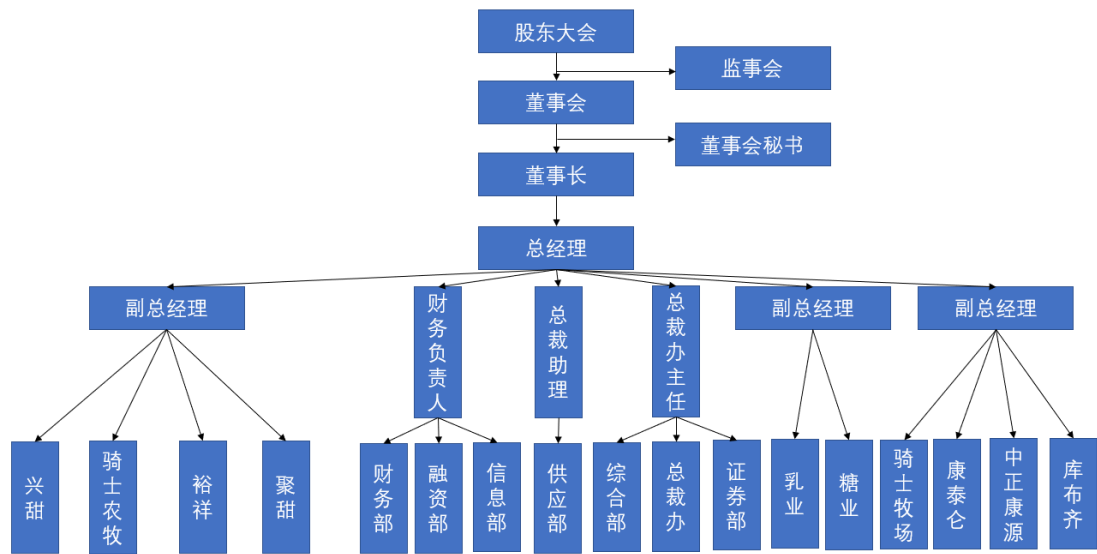 股东大会
监事会
董事会
董事会秘书
董事长
总经理
副总经理
财务负责人
总裁助理
总裁办主任
副总经理
副总经理
兴甜
骑士农牧
裕祥
聚甜
财务部
融资部
信息部
供应部
综合部
总裁办
证券部
乳业
糖业
骑士牧场
康泰仑
中正康源
库布齐